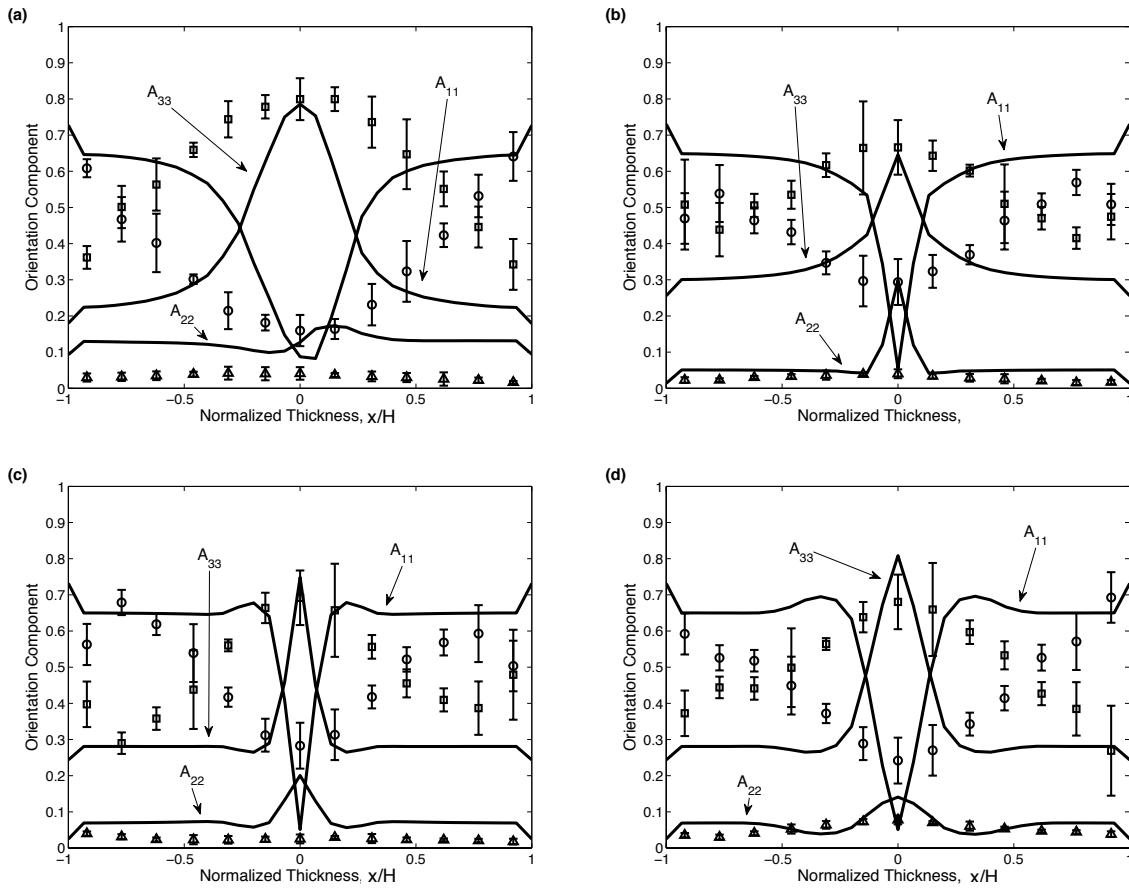 (a)
1
0.9
0.8
0.7
0.6
0.5
0.4
0.3
0.2
0.1
0
Orientation Component
A33
A11
A22
−1
−0.5
0
0.5
1
Normalized Thickness, x/H
(b)
1
0.9
0.8
0.7
0.6
0.5
0.4
0.3
0.2
0.1
0
Orientation Component
A33
A11
A22
−1
−0.5
0
0.5
1
Normalized Thickness,
(c)
1
0.9
0.8
0.7
0.6
0.5
0.4
0.3
0.2
0.1
0
Orientation Component
A33
A11
A22
−1
−0.5
0
0.5
1
Normalized Thickness, x/H
(d)
1
0.9
0.8
0.7
0.6
0.5
0.4
0.3
0.2
0.1
0
Orientation Component
A33
A11
A22
−1
−0.5
0
0.5
1
Normalized Thickness, x/H